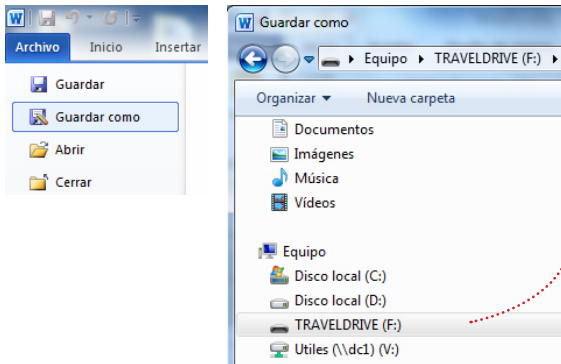 W
Archivo Inicio Insertar
Guardar
Guardar como
Abrir
Cerrar
W Guardar como
Equipo TRAVELDRIVE (F:)
Organizar Nueva carpeta
Documentos
Imágenes
Música
Vídeos
Equipo
Disco local (C:)
Disco local (D:)
TRAVELDRIVE (F:)
Utiles (\\dc1) (V:)